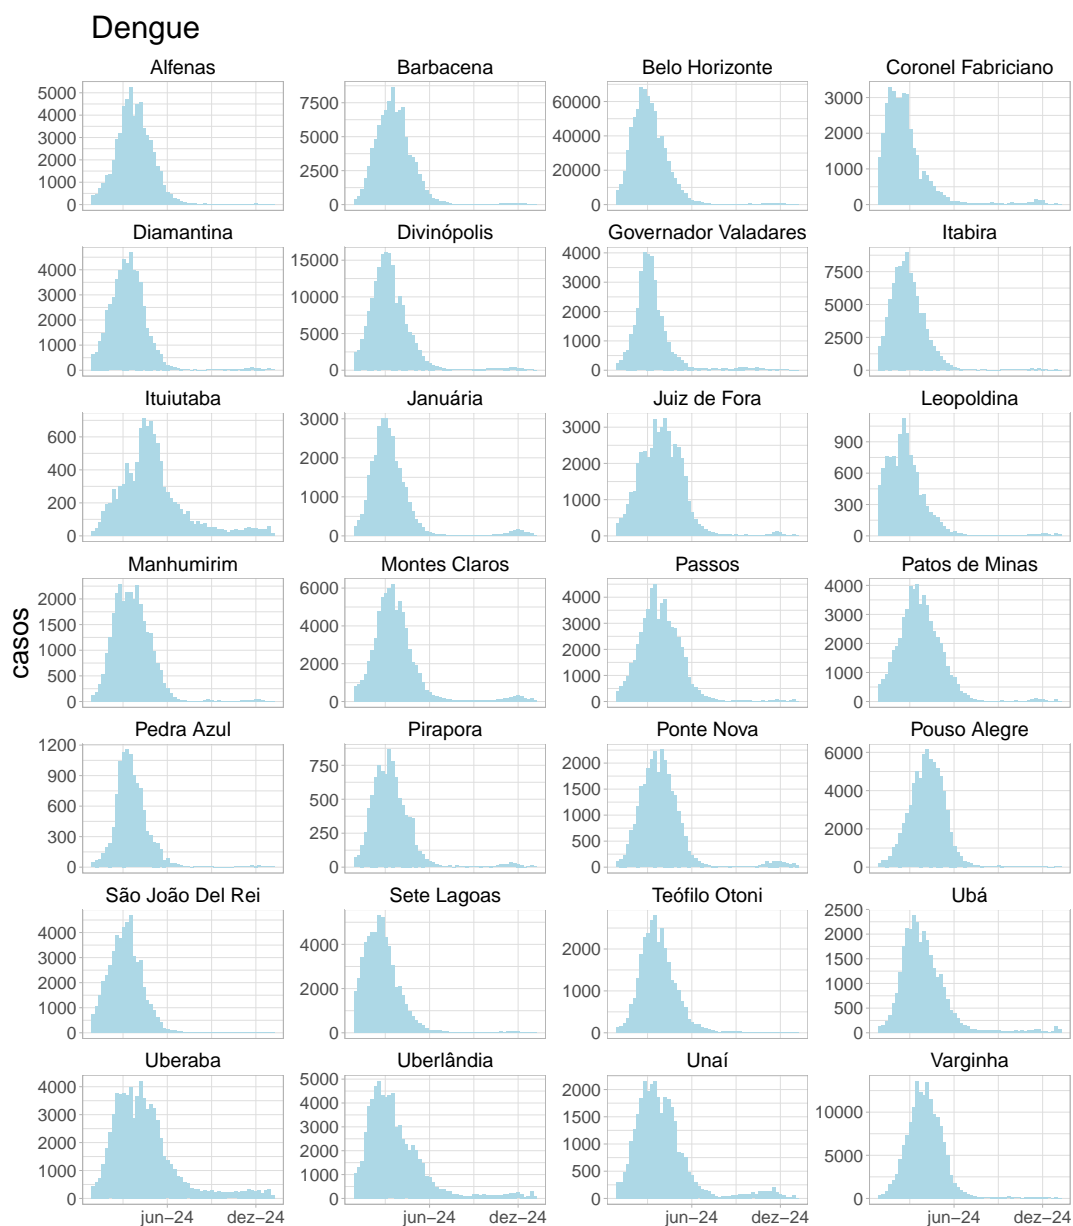 Dengue
Alfenas Barbacena Belo Horizonte Coronel Fabriciano
5000 4000 3000 2000 1000 0
7500 5000 2500 0
60000 40000 20000 0
3000 2000 1000 0
Diamantina Divinópolis Governador Valadares Itabira
4000 3000 2000 1000 0
15000 10000 5000 0
4000 3000 2000 1000 0
7500 5000 2500 0
Ituiutaba Januária Juiz de Fora Leopoldina
600 400 200 0
3000 2000 1000 0
3000 2000 1000 0
900 600 300 0
casos
Manhumirim Montes Claros Passos Patos de Minas
2000 1500 1000 500 0
6000 4000 2000 0
4000 3000 2000 1000 0
4000 3000 2000 1000 0
Pedra Azul Pirapora Ponte Nova Pouso Alegre
1200 900 600 300 0
750 500 250 0
2000 1500 1000 500 0
6000 4000 2000 0
São João Del Rei Sete Lagoas Teófilo Otoni Ubá
4000 3000 2000 1000 0
4000 2000 0
2000 1000 0
2500 2000 1500 1000 500 0
Uberaba Uberlândia Unaí Varginha
4000 3000 2000 1000 0
5000 4000 3000 2000 1000 0
2000 1500 1000 500 0
10000 5000 0
jun−24 dez−24 jun−24 dez−24 jun−24 dez−24 jun−24 dez−24